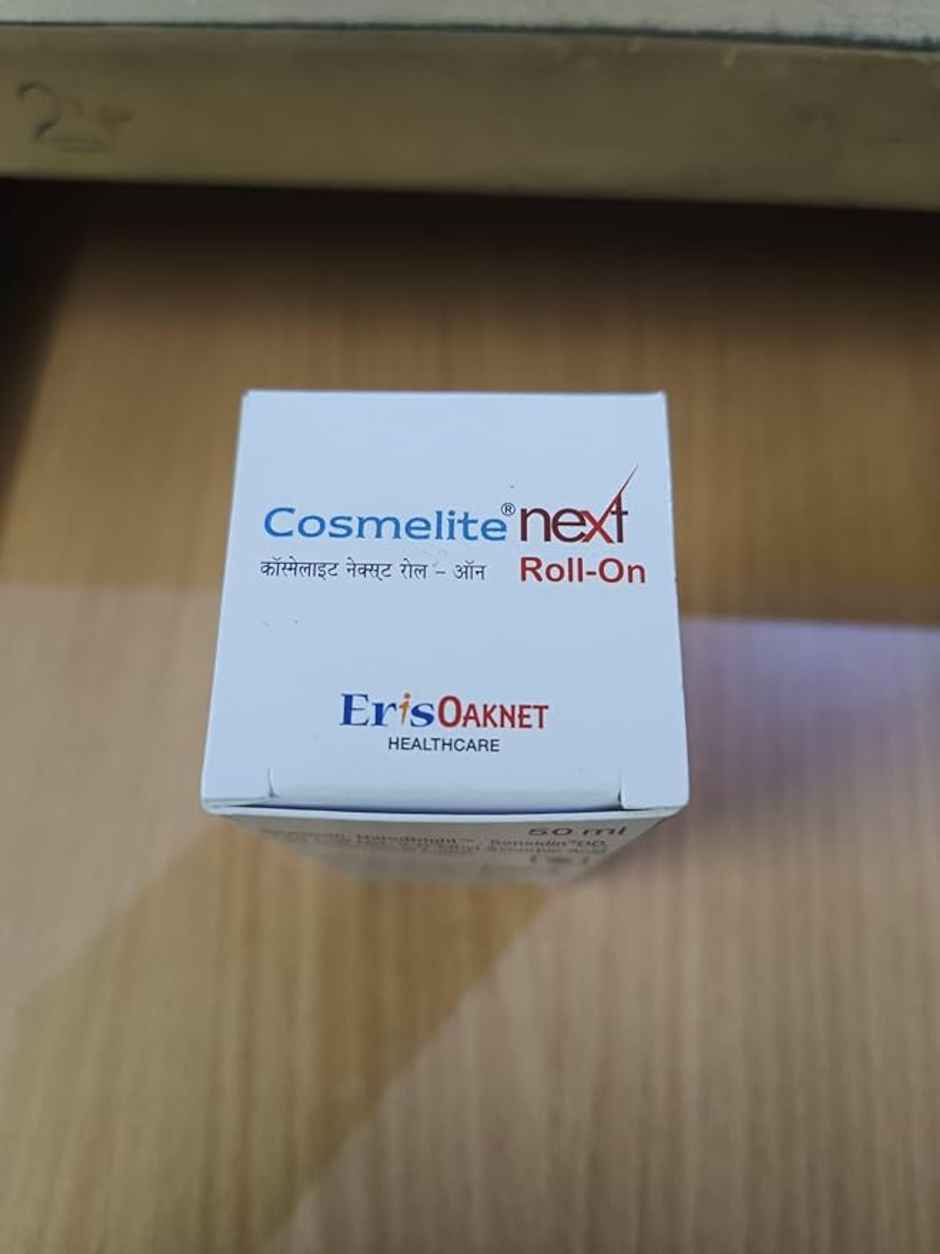 Cosmelite® next
कॉस्मेलाइट नेक्स्ट रोल - ऑन Roll-On
ErisOAKNET
HEALTHCARE
50 ml